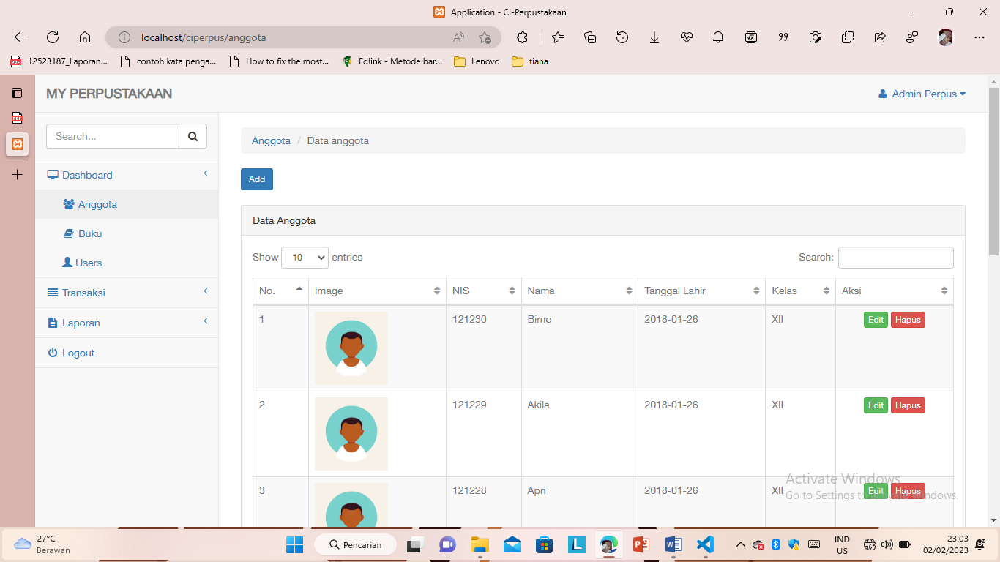 Application - CI-Perpustakaan
localhost/ciperpus/anggota
12523187_Laporan...
contoh kata penga...
How to fix the most...
Edlink - Metode bar...
Lenovo
tiana
MY PERPUSTAKAAN
Admin Perpus
Search...
Dashboard
Anggota
Buku
Users
Transaksi
Laporan
Logout
Anggota / Data anggota
Add
Data Anggota
Show 10 entries
Search:
No. Image NIS Nama Tanggal Lahir Kelas Aksi
1 121230 Bimo 2018-01-26 XII Edit Hapus
2 121229 Akila 2018-01-26 XII Edit Hapus
3 121228 Apri 2018-01-26 XII Edit Hapus
Activate Windows
Go to Settings to activate Windows.
27°C
Berawan
Pencarian
IND
US
23.03
02/02/2023